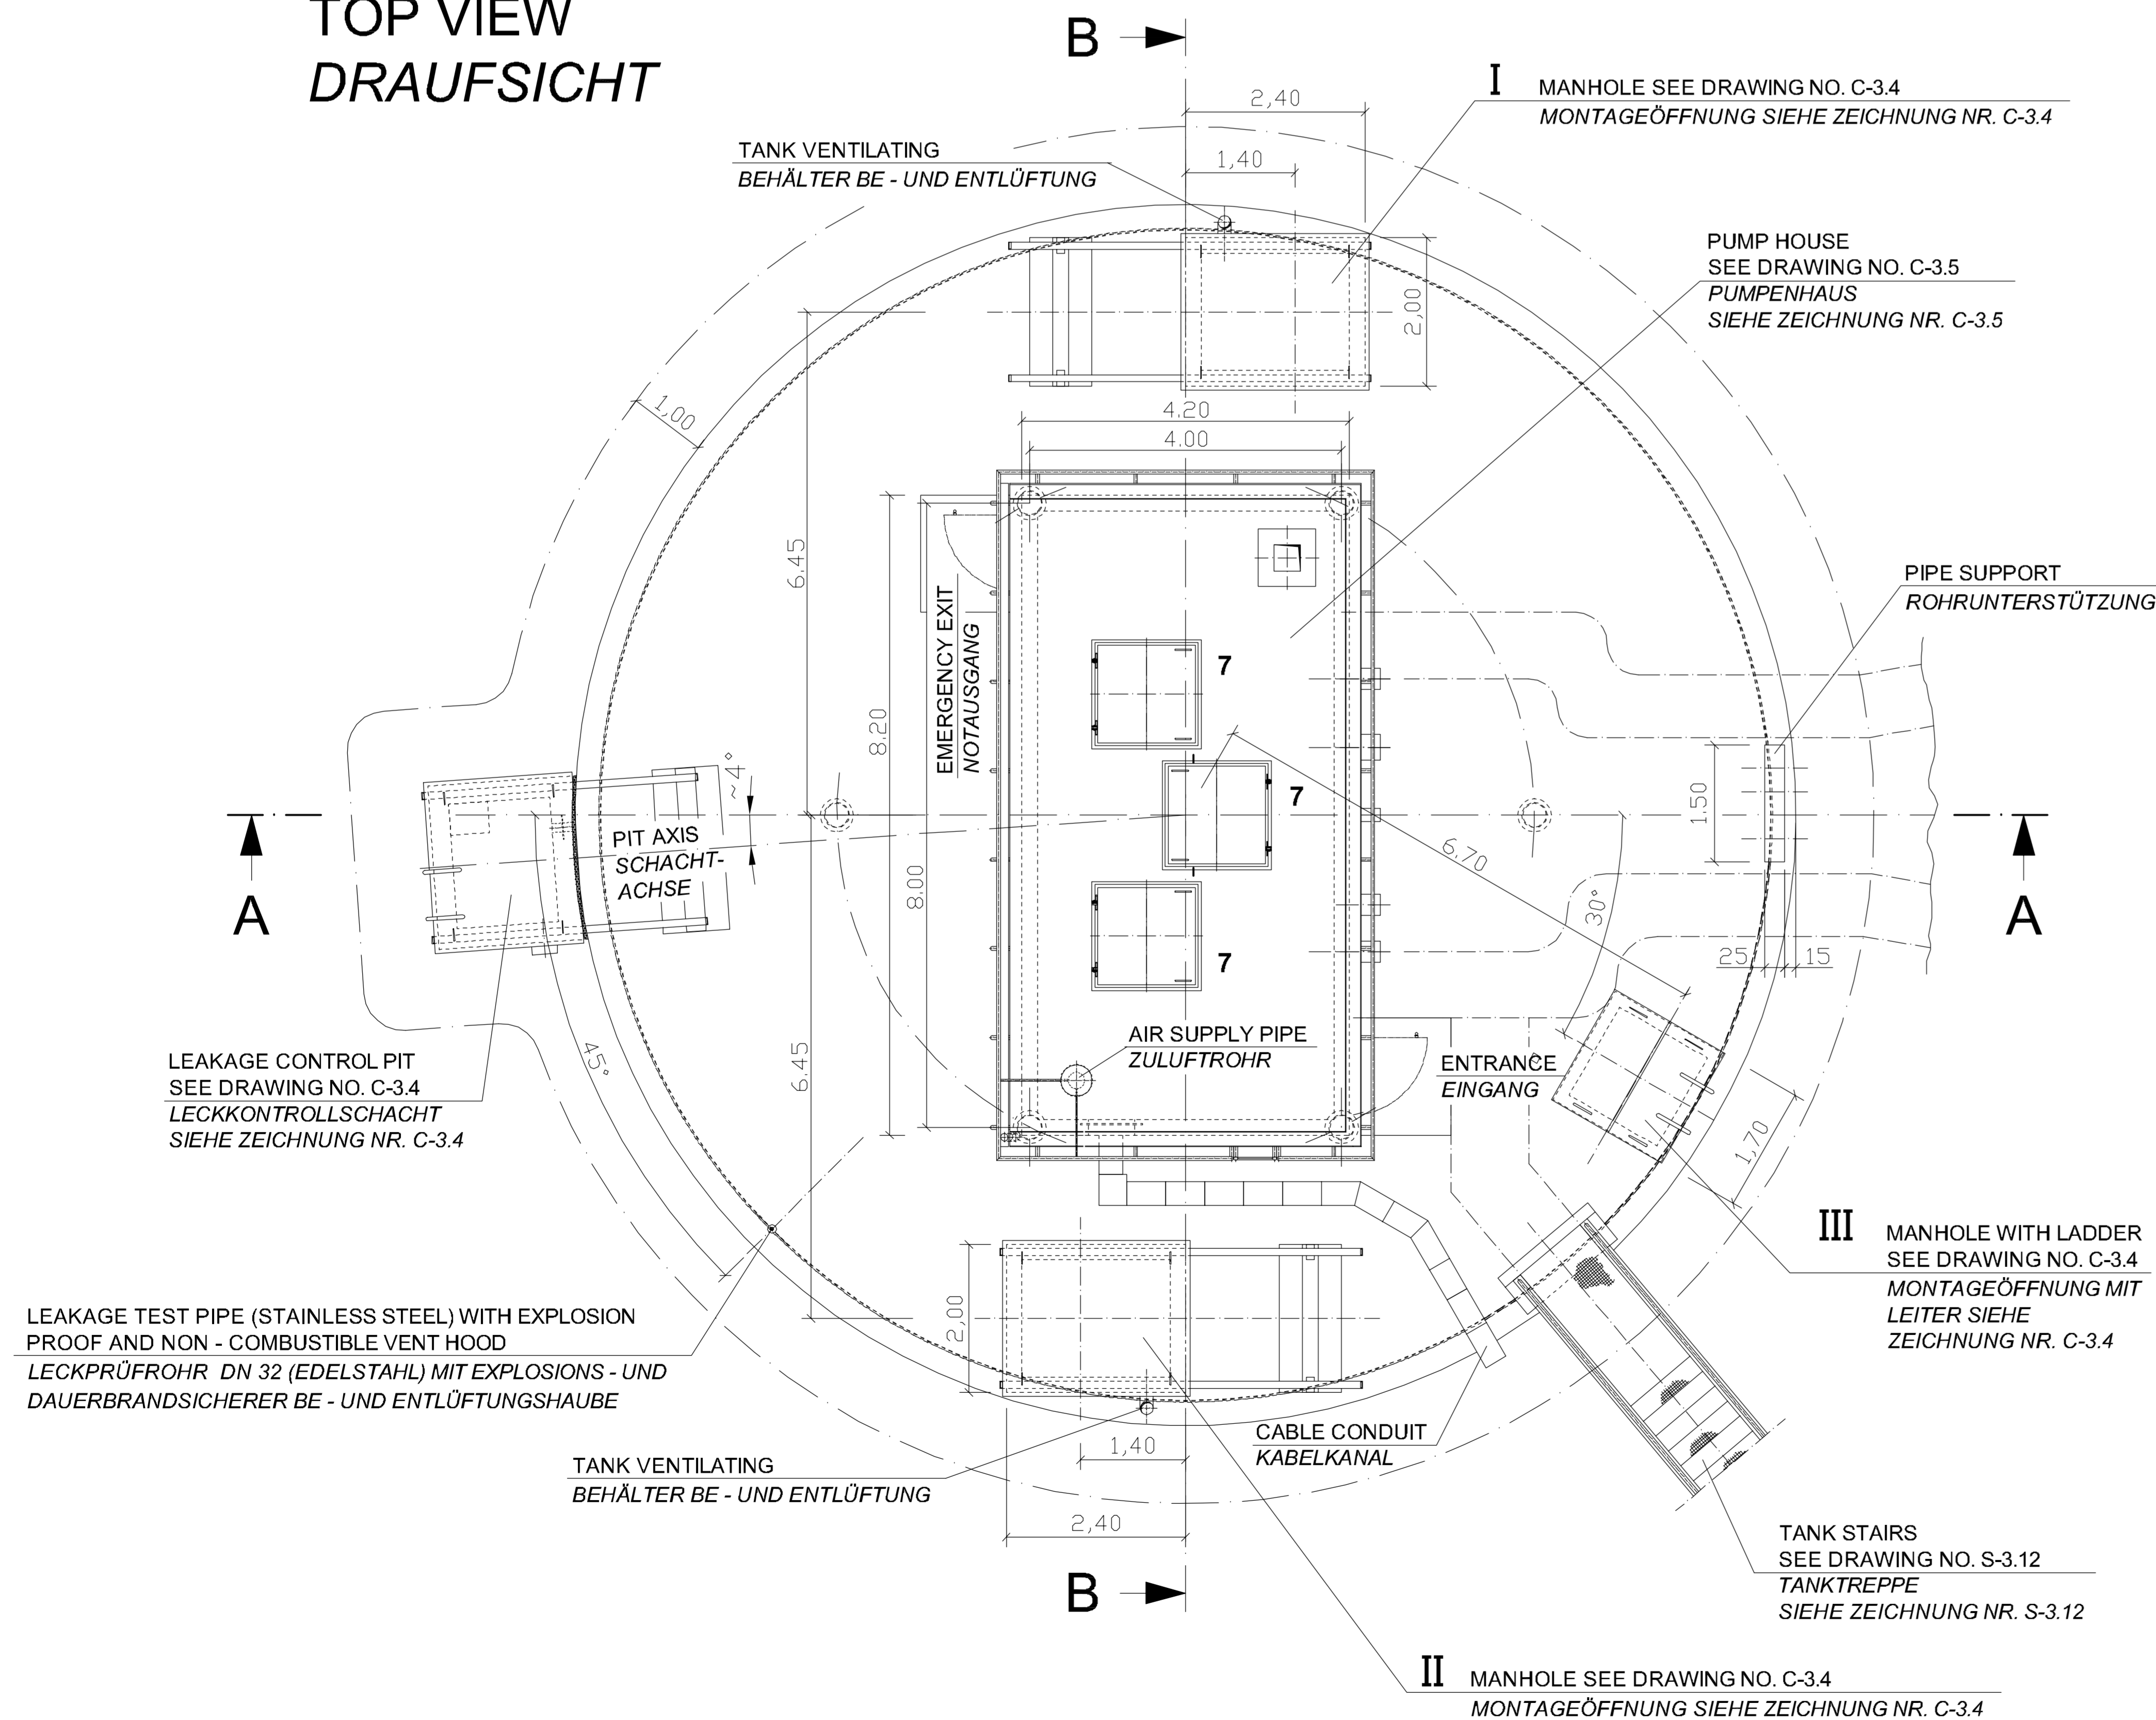 TOP VIEW
DRAUFSICHT
B
2,40
I
MANHOLE SEE DRAWING NO. C-3.4
MONTAGEÖFFNUNG SIEHE ZEICHNUNG NR. C-3.4
TANK VENTILATING
BEHÄLTER BE - UND ENTLÜFTUNG
1,40
PUMP HOUSE
SEE DRAWING NO. C-3.5
PUMPENHAUS
SIEHE ZEICHNUNG NR. C-3.5
2,00
1,00
4.20
4.00
6.45
EMERGENCY EXIT
NOTAUSGANG
PIPE SUPPORT
ROHRUNTERSTÜTZUNG
7
8.20
~4°
7
150
PIT AXIS
SCHACHT-
ACHSE
A
6,70
30°
A
8.00
7
25
15
AIR SUPPLY PIPE
ZULUFTROHR
ENTRANCE
EINGANG
45°
6.45
LEAKAGE CONTROL PIT
SEE DRAWING NO. C-3.4
LECKKONTROLLSCHACHT
SIEHE ZEICHNUNG NR. C-3.4
1,70
III
MANHOLE WITH LADDER
SEE DRAWING NO. C-3.4
MONTAGEÖFFNUNG MIT
LEITER SIEHE
ZEICHNUNG NR. C-3.4
2,00
LEAKAGE TEST PIPE (STAINLESS STEEL) WITH EXPLOSION
PROOF AND NON - COMBUSTIBLE VENT HOOD
LECKPRÜFROHR DN 32 (EDELSTAHL) MIT EXPLOSIONS - UND
DAUERBRANDSICHERER BE - UND ENTLÜFTUNGSHAUBE
CABLE CONDUIT
KABELKANAL
1,40
TANK VENTILATING
BEHÄLTER BE - UND ENTLÜFTUNG
2,40
TANK STAIRS
SEE DRAWING NO. S-3.12
TANKTREPPE
SIEHE ZEICHNUNG NR. S-3.12
B
II
MANHOLE SEE DRAWING NO. C-3.4
MONTAGEÖFFNUNG SIEHE ZEICHNUNG NR. C-3.4